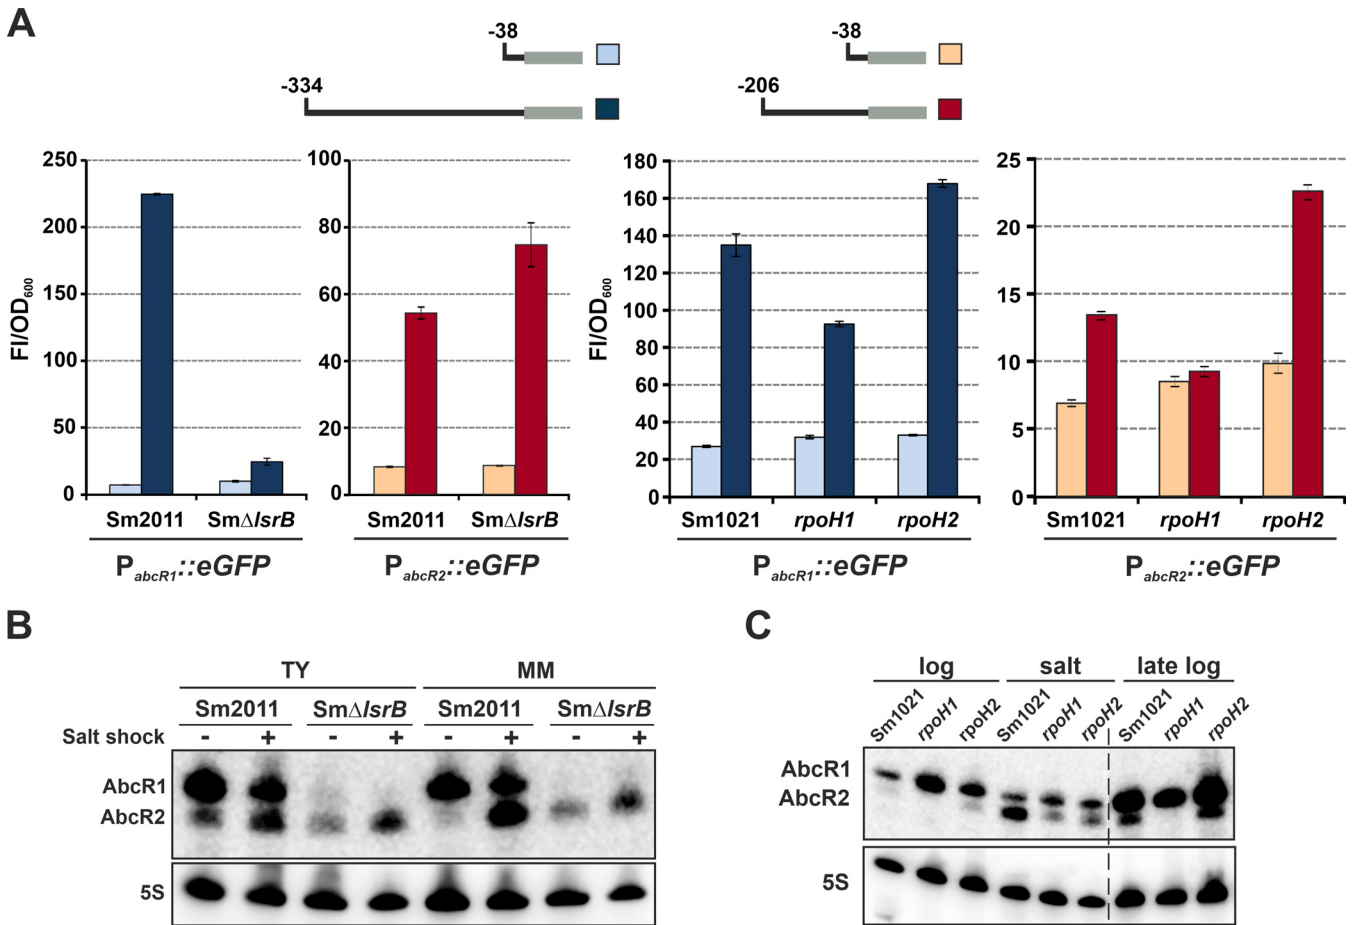 A
-38
-38
-334
-206
250
200
150
100
50
0
FI/OD600
Sm2011 SmΔlsrB
PabcR1::eGFP
100
80
60
40
20
0
Sm2011 SmΔlsrB
PabcR2::eGFP
180
160
140
120
100
80
60
40
20
0
FI/OD600
Sm1021 rpoH1 rpoH2
PabcR1::eGFP
25
20
15
10
5
0
Sm1021 rpoH1 rpoH2
PabcR2::eGFP
B
TY MM
Sm2011 SmΔlsrB Sm2011 SmΔlsrB
Salt shock - + - + - + - +
AbcR1
AbcR2
5S
C
log salt late log
Sm1021 rpoH1 rpoH2 Sm1021 rpoH1 rpoH2 Sm1021 rpoH1 rpoH2
AbcR1
AbcR2
5S